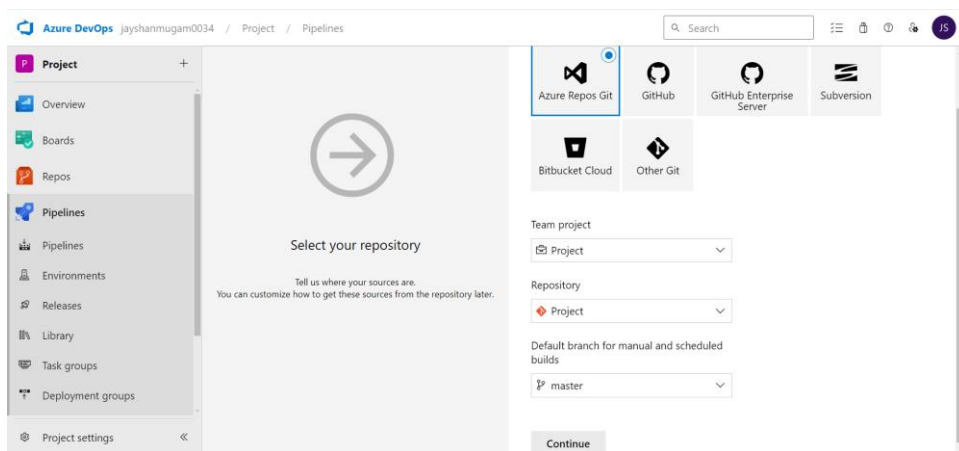 Azure DevOps jayshanmugam0034 / Project / Pipelines
Search
JS
P Project +
Overview
Boards
Repos
Pipelines
Pipelines
Environments
Releases
Library
Task groups
Deployment groups
Project settings
Select your repository
Tell us where your sources are.
You can customize how to get these sources from the repository later.
Azure Repos Git
GitHub
GitHub Enterprise
Server
Subversion
Bitbucket Cloud
Other Git
Team project
Project
Repository
Project
Default branch for manual and scheduled
builds
master
Continue